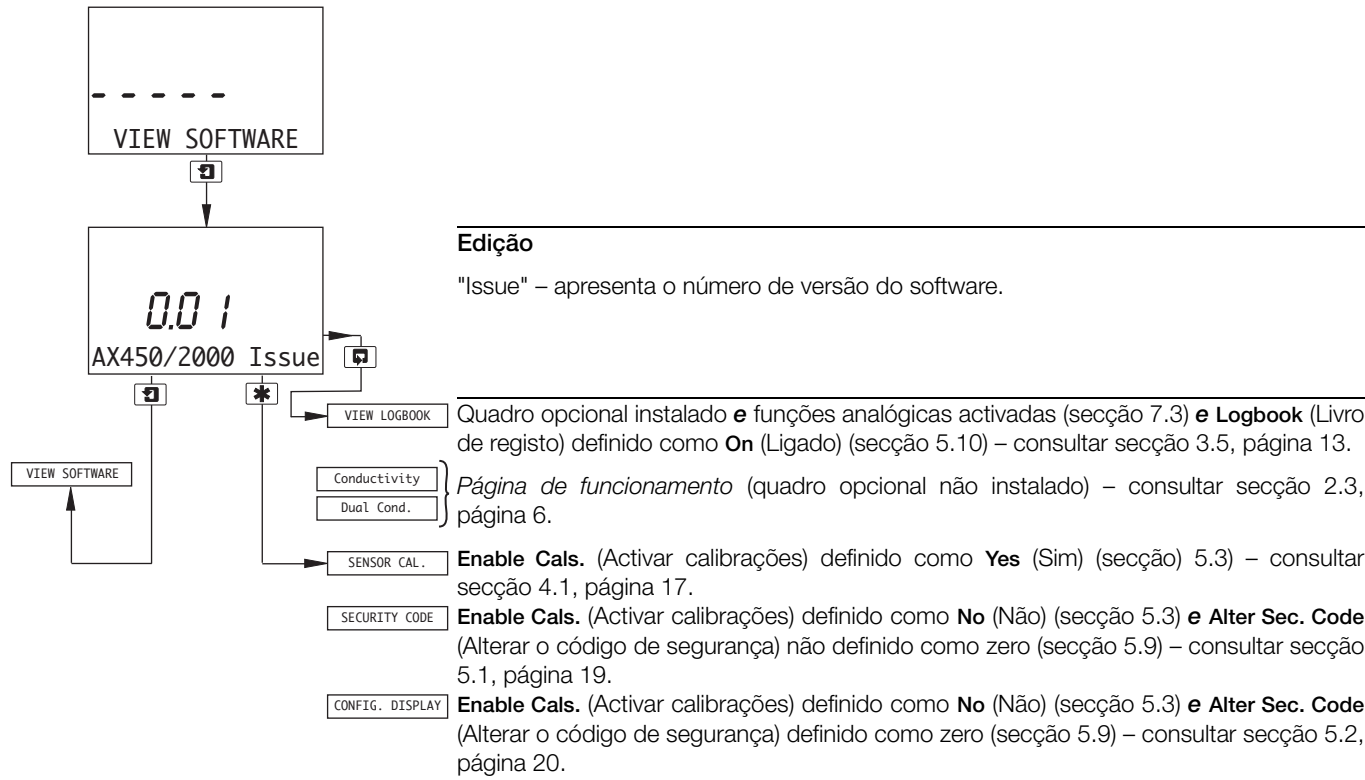 - - - - -
VIEW SOFTWARE
0.01
AX450/2000 Issue
Edição
"Issue" – apresenta o número de versão do software.
VIEW LOGBOOK
Quadro opcional instalado e funções analógicas activadas (secção 7.3) e Logbook (Livro
de registo) definido como On (Ligado) (secção 5.10) – consultar secção 3.5, página 13.
VIEW SOFTWARE
Conductivity
Dual Cond.
Página de funcionamento (quadro opcional não instalado) – consultar secção 2.3,
página 6.
SENSOR CAL.
Enable Cals. (Activar calibrações) definido como Yes (Sim) (secção) 5.3) – consultar
secção 4.1, página 17.
SECURITY CODE
Enable Cals. (Activar calibrações) definido como No (Não) (secção 5.3) e Alter Sec. Code
(Alterar o código de segurança) não definido como zero (secção 5.9) – consultar secção
5.1, página 19.
CONFIG. DISPLAY
Enable Cals. (Activar calibrações) definido como No (Não) (secção 5.3) e Alter Sec. Code
(Alterar o código de segurança) definido como zero (secção 5.9) – consultar secção 5.2,
página 20.